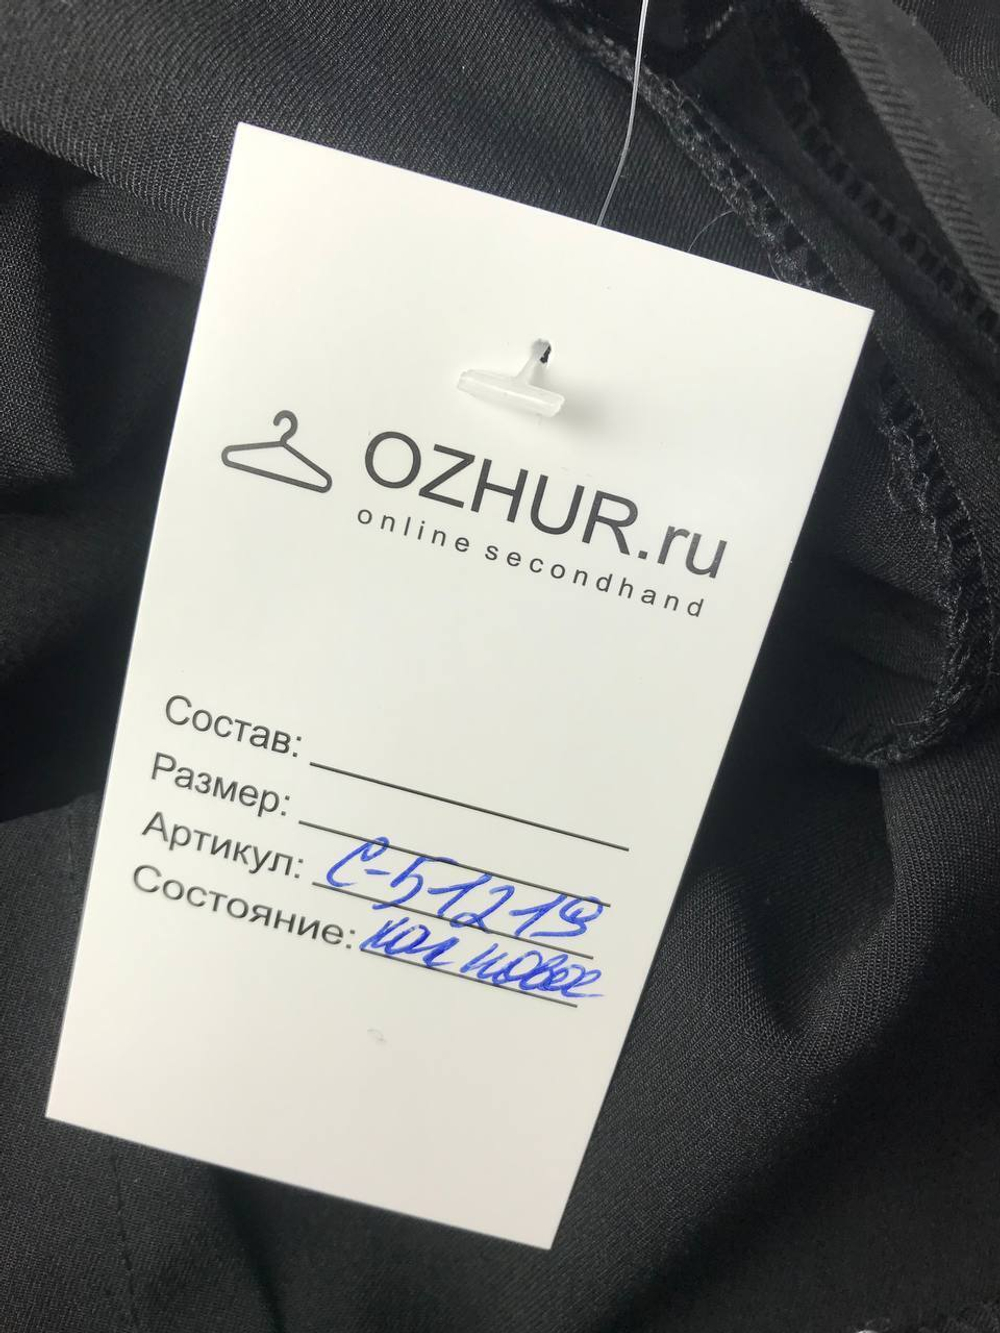 OZHUR.ru
online secondhand
Состав:
Размер:
Артикул: С-51219
Состояние: как новое